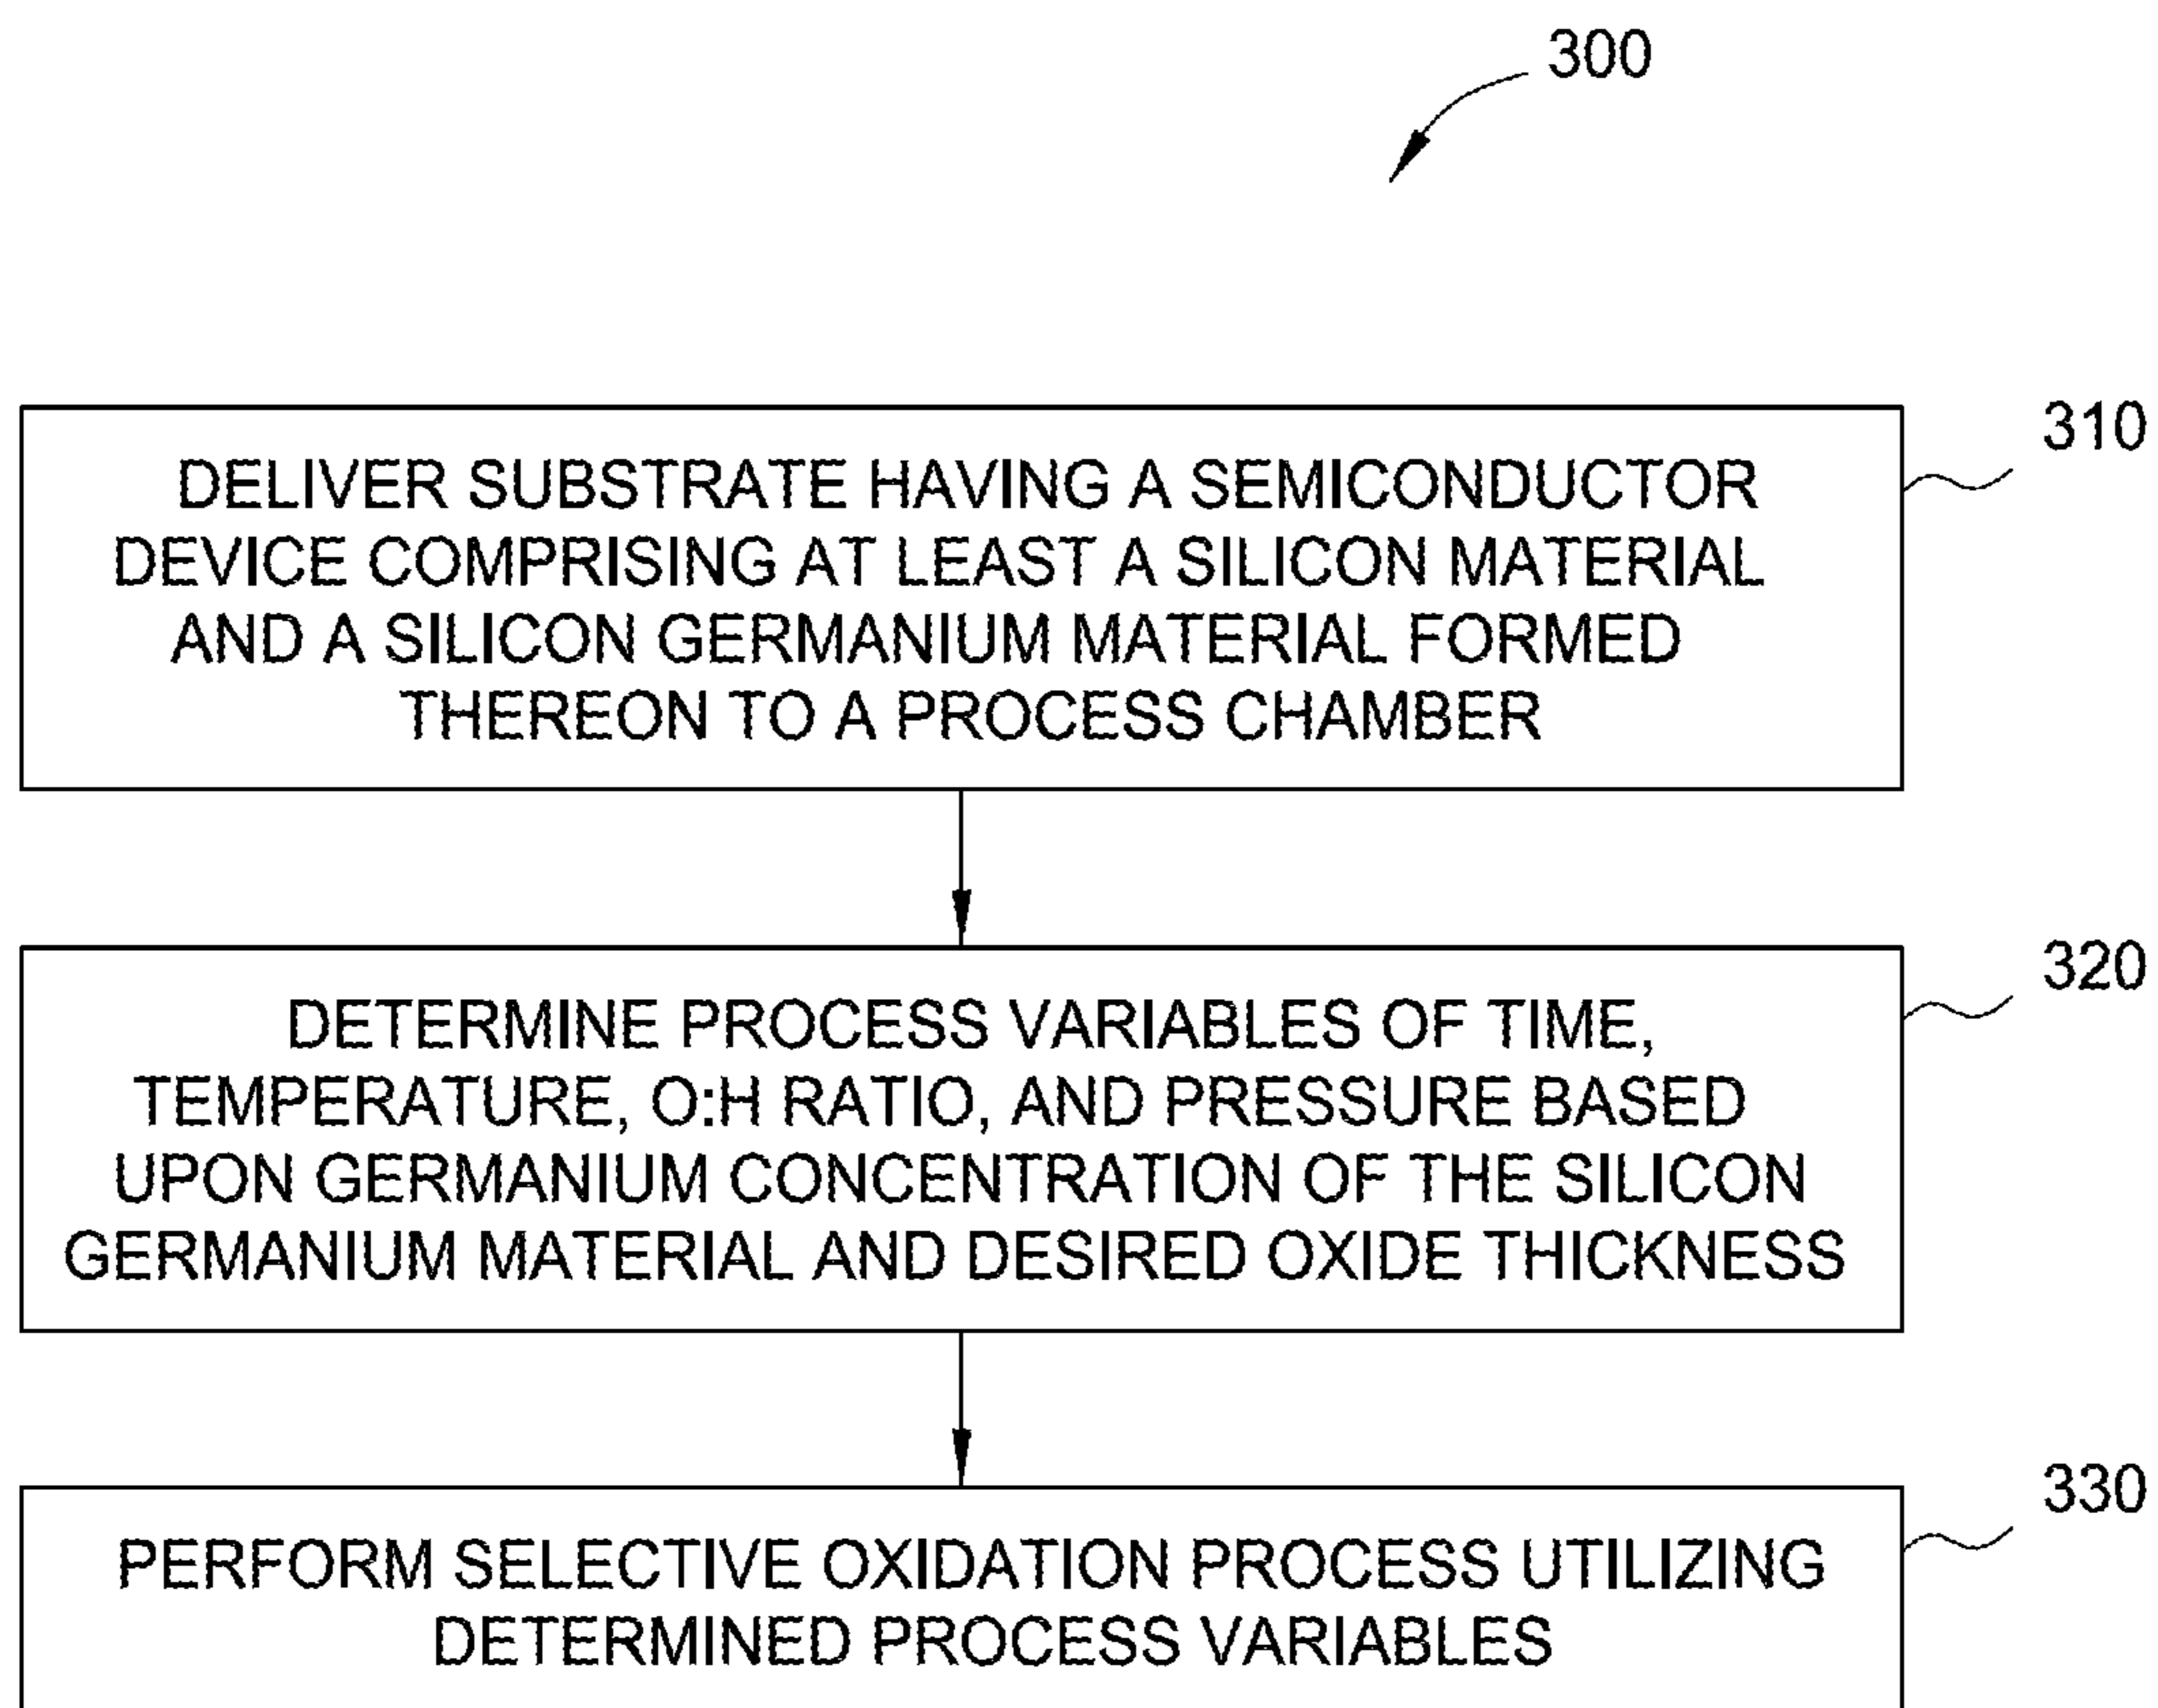 300
310
DELIVER SUBSTRATE HAVING A SEMICONDUCTOR
DEVICE COMPRISING AT LEAST A SILICON MATERIAL
AND A SILICON GERMANIUM MATERIAL FORMED
THEREON TO A PROCESS CHAMBER
320
DETERMINE PROCESS VARIABLES OF TIME,
TEMPERATURE, O:H RATIO, AND PRESSURE BASED
UPON GERMANIUM CONCENTRATION OF THE SILICON
GERMANIUM MATERIAL AND DESIRED OXIDE THICKNESS
330
PERFORM SELECTIVE OXIDATION PROCESS UTILIZING
DETERMINED PROCESS VARIABLES